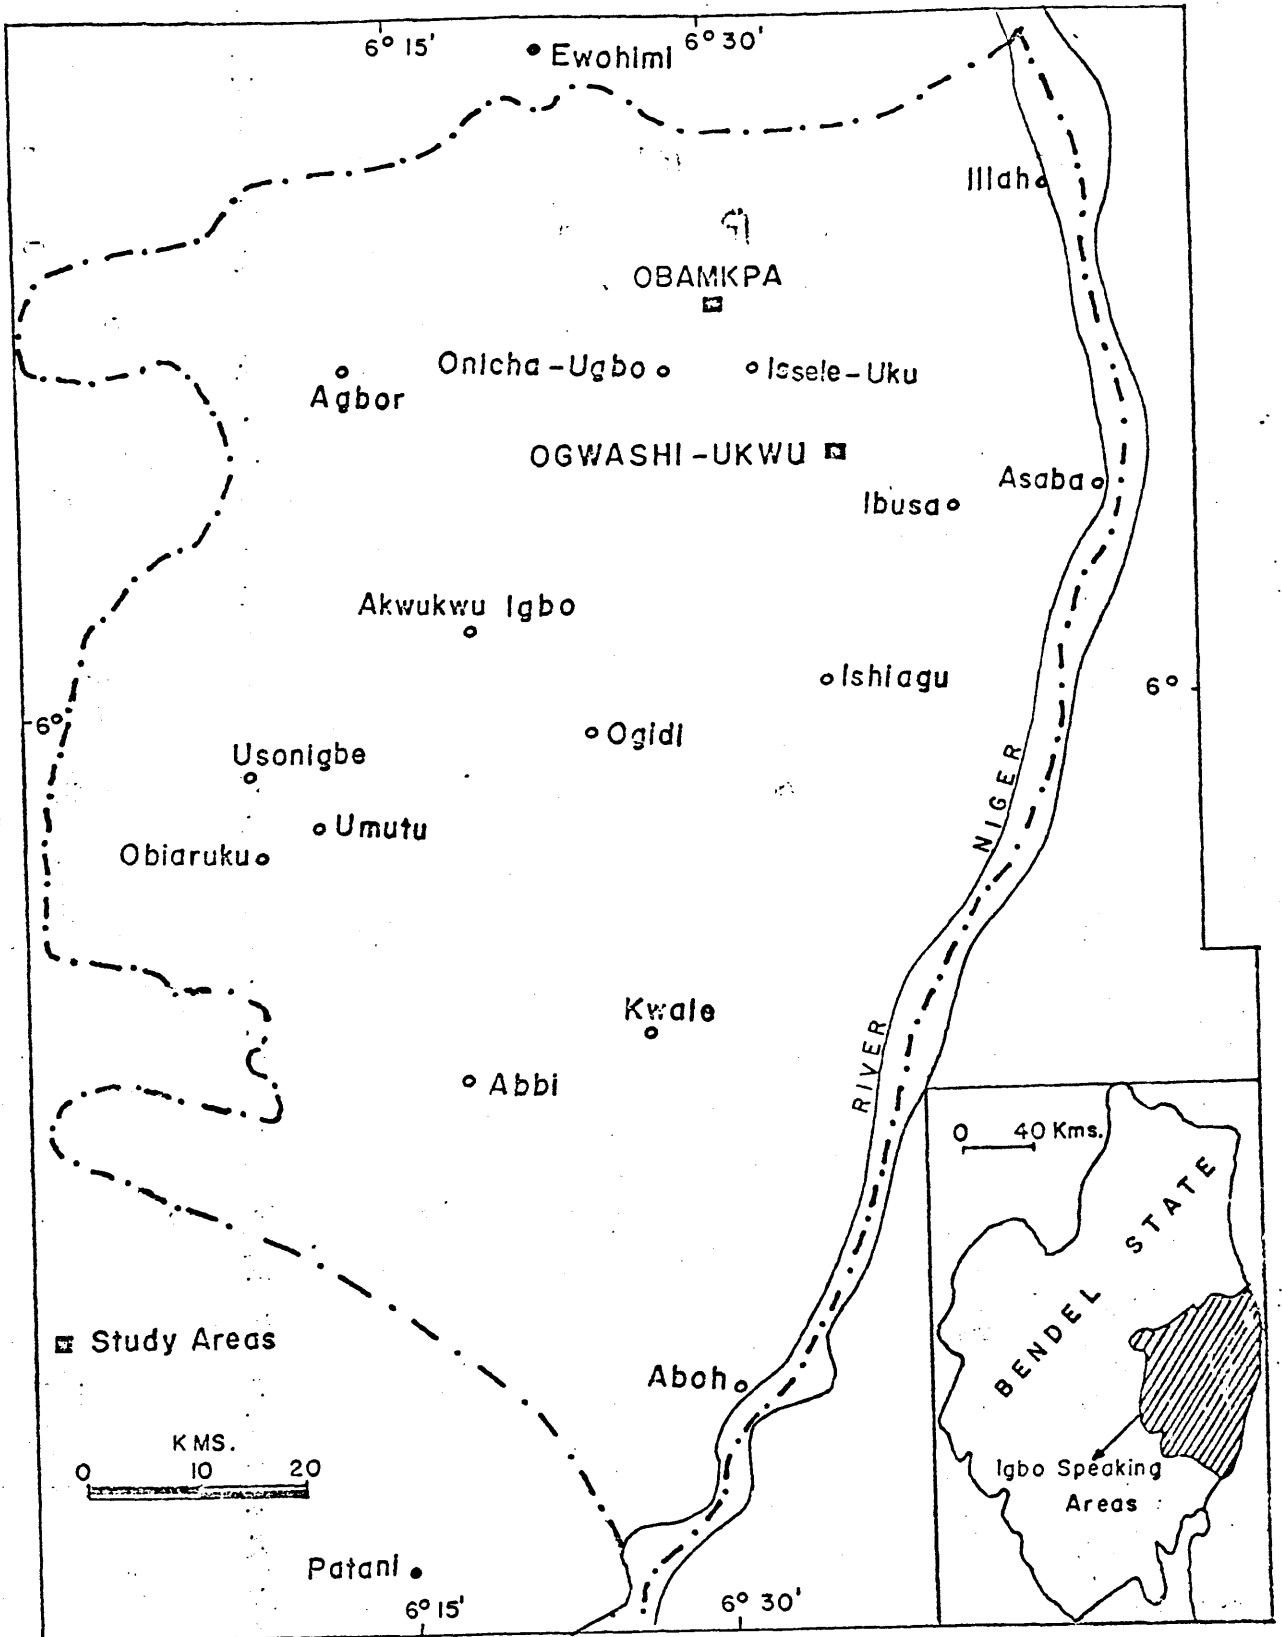 6° 15'
6° 30'
Ewohimi
Illah
OBAMKPA
Onicha-Ugbo
Issele-Uku
Agbor
OGWASHI-UKWU
Asaba
Ibusa
Akwukwu Igbo
Ishiagu
6°
6°
Ogidi
Usonigbe
Umutu
Obiaruku
RIVER NIGER
Kwale
Abbi
0 40 Kms.
BENDEL STATE
Study Areas
Aboh
KMS.
0 10 20
Igbo Speaking
Areas
Patani
6° 15'
6° 30'